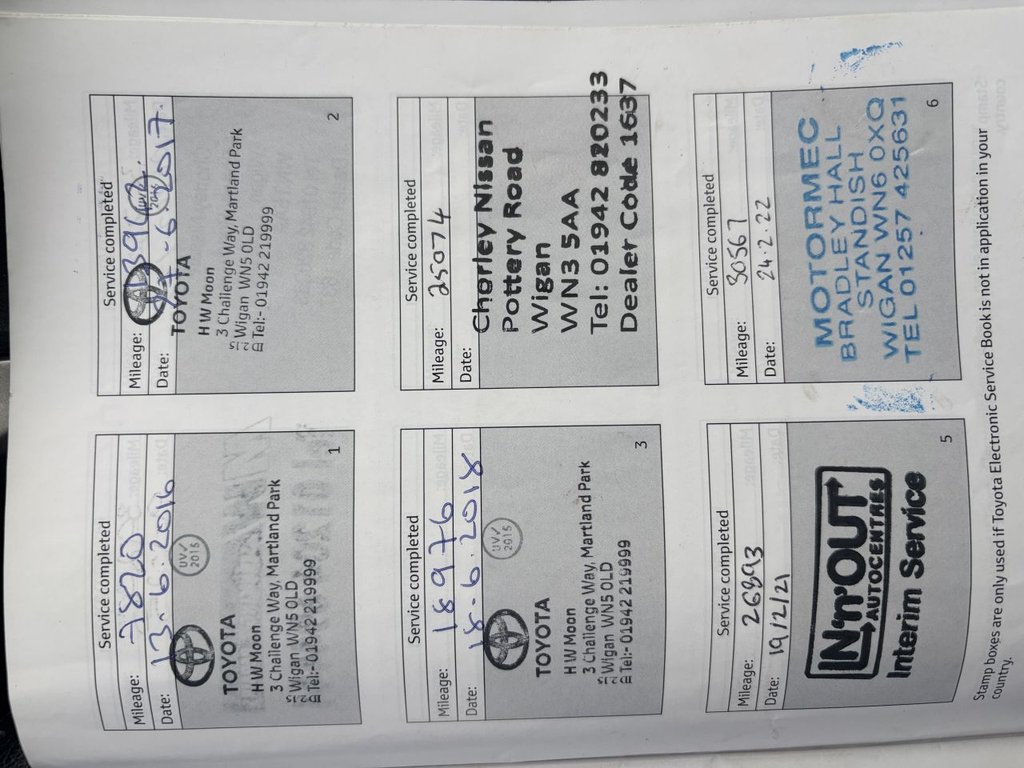 Service completed
Mileage: 7820
Date: 13-6-2016
UVV
2015
TOYOTA
H W Moon
3 Challenge Way, Martland Park
Wigan WN5 0LD
Tel:- 01942 219999
1
Service completed
Mileage:
Date: 6-2017
TOYOTA
H W Moon
3 Challenge Way, Martland Park
Wigan WN5 0LD
Tel:- 01942 219999
2
Service completed
Mileage: 18976
Date: 18-6-2018
UVV
2015
TOYOTA
H W Moon
3 Challenge Way, Martland Park
Wigan WN5 0LD
Tel:- 01942 219999
3
Service completed
Mileage: 25074
Date:
Chorley Nissan
Pottery Road
Wigan
WN3 5AA
Tel: 01942 820233
Dealer Code 1637
Service completed
Mileage: 26893
Date: 19/12/21
IN'n'OUT
AUTOCENTRES
Interim Service
5
Service completed
Mileage: 30567
Date: 24.2.22
MOTORMEC
BRADLEY HALL
STANDISH
WIGAN WN6 0XQ
TEL 01257 425631
6
Stamp boxes are only used if Toyota Electronic Service Book is not in application in your
country.